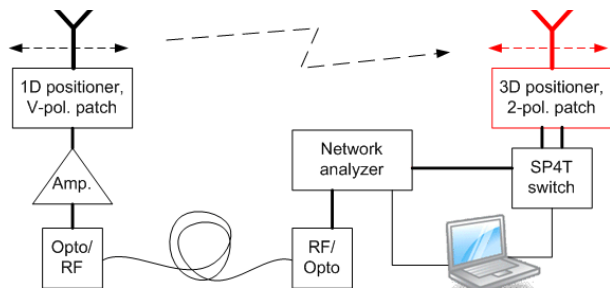 1D positioner,
V-pol. patch
3D positioner,
2-pol. patch
Network
analyzer
SP4T
switch
Amp.
Opto/
RF
RF/
Opto